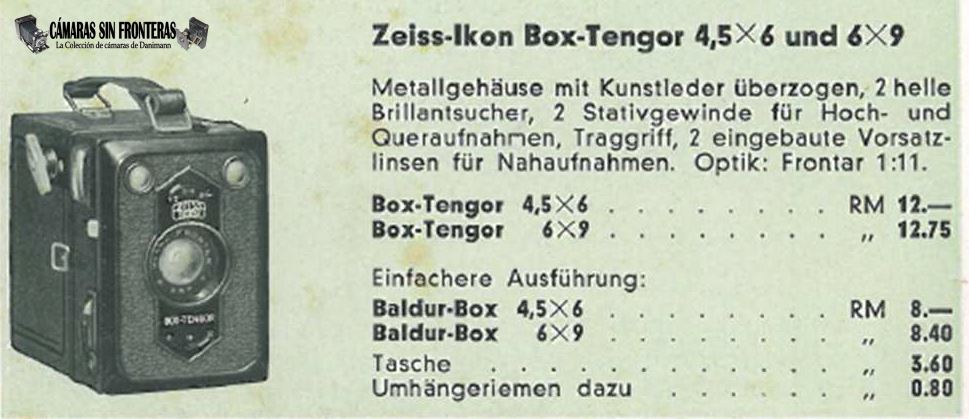 CÁMARAS SIN FRONTERAS
La Colección de cámaras de Danimann
Zeiss-Ikon Box-Tengor 4,5×6 und 6×9
Metallgehäuse mit Kunstleder überzogen, 2 helle
Brillantsucher, 2 Stativgewinde für Hoch- und
Queraufnahmen, Traggriff, 2 eingebaute Vorsatz-
linsen für Nahaufnahmen. Optik: Frontar 1:11.
Box-Tengor 4,5×6 . . . . . . . . RM 12.—
Box-Tengor 6×9 . . . . . . . . „ 12.75
Einfachere Ausführung:
Baldur-Box 4,5×6 . . . . . . . . RM 8.—
Baldur-Box 6×9 . . . . . . . . „ 8.40
Tasche . . . . . . . . . . . . „ 3.60
Umhängeriemen dazu . . . . . . . „ 0.80
ZEISS
IKON
BOX-TENGOR